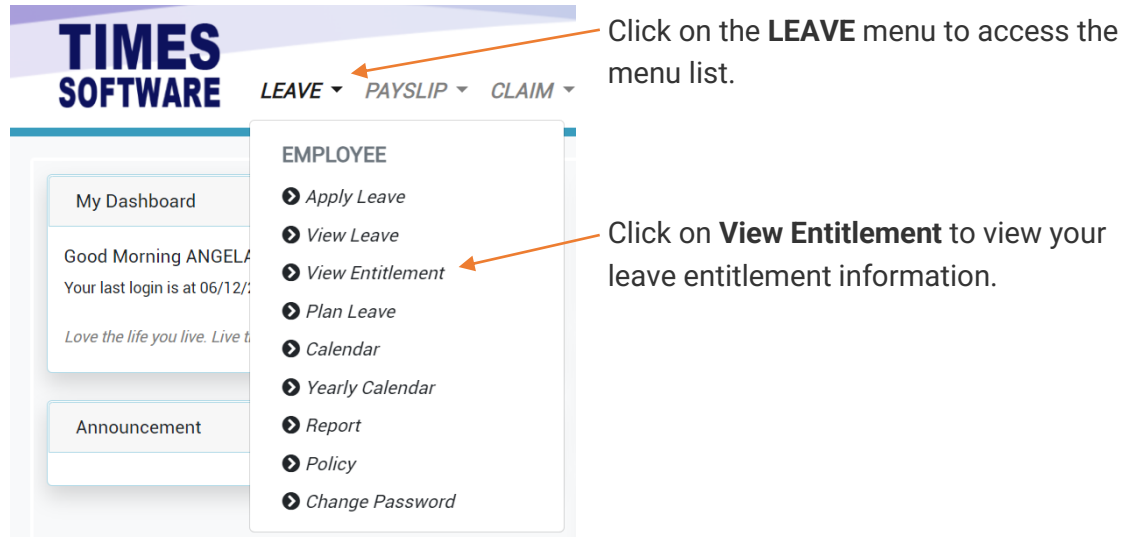 TIMES
SOFTWARE
LEAVE PAYSLIP CLAIM
Click on the LEAVE menu to access the
menu list.
EMPLOYEE
Apply Leave
View Leave
View Entitlement
Plan Leave
Calendar
Yearly Calendar
Report
Policy
Change Password
My Dashboard
Good Morning ANGELA
Your last login is at 06/12/
Love the life you live. Live
Announcement
Click on View Entitlement to view your
leave entitlement information.